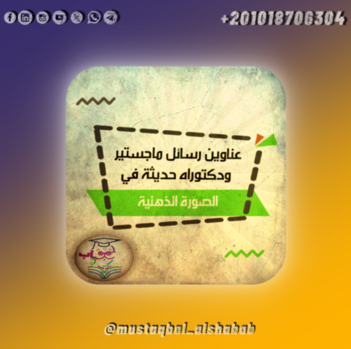 +201018706304
عناوين رسائل ماجستير
ودكتوراه حديثة في
الصورة الذهنية
@mustaqbal_alshabab